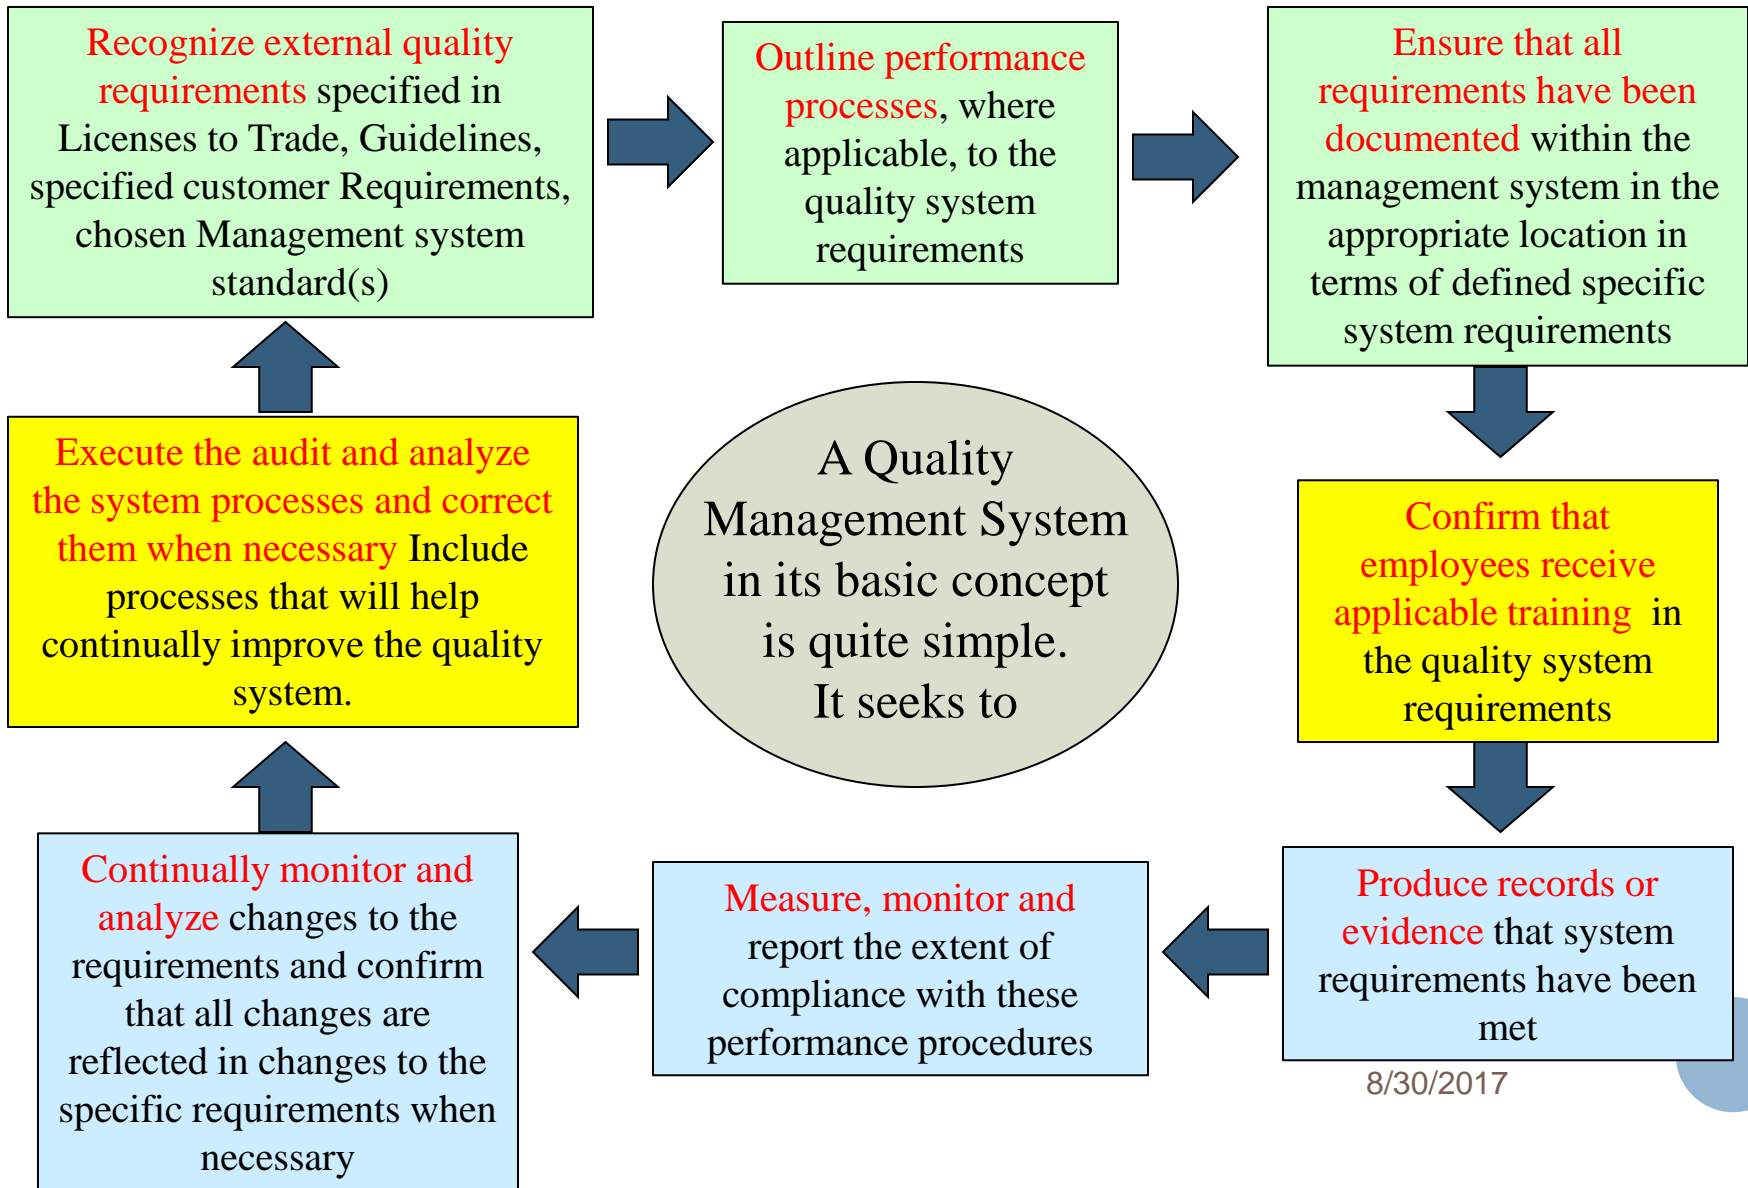 Recognize external quality
requirements specified in
Licenses to Trade, Guidelines,
specified customer Requirements,
chosen Management system
standard(s)
Outline performance
processes, where
applicable, to the
quality system
requirements
Ensure that all
requirements have been
documented within the
management system in the
appropriate location in
terms of defined specific
system requirements
Execute the audit and analyze
the system processes and correct
them when necessary Include
processes that will help
continually improve the quality
system.
A Quality
Management System
in its basic concept
is quite simple.
It seeks to
Confirm that
employees receive
applicable training in
the quality system
requirements
Continually monitor and
analyze changes to the
requirements and confirm
that all changes are
reflected in changes to the
specific requirements when
necessary
Measure, monitor and
report the extent of
compliance with these
performance procedures
Produce records or
evidence that system
requirements have been
met
8/30/2017